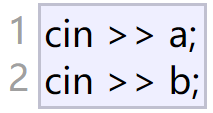 1 cin >> a;
2 cin >> b;